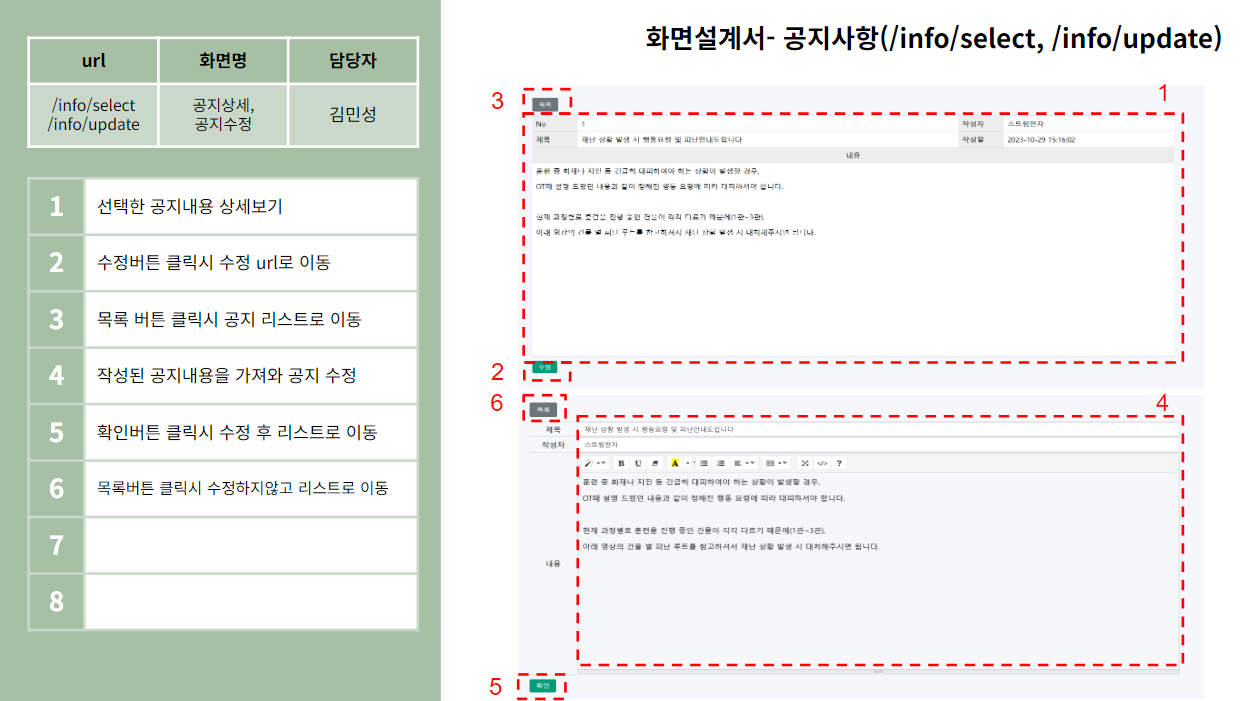 화면설계서- 공지사항(/info/select, /info/update)
url 화면명 담당자
/info/select
/info/update
공지상세,
공지수정
김민성
1 선택한 공지내용 상세보기
2 수정버튼 클릭시 수정 url로 이동
3 목록 버튼 클릭시 공지 리스트로 이동
4 작성된 공지내용을 가져와 공지 수정
5 확인버튼 클릭시 수정 후 리스트로 이동
6 목록버튼 클릭시 수정하지않고 리스트로 이동
7
8
3
목록
1
No 1 작성자 스트림전자
제목 재난 상황 발생 시 행동요령 및 피난안내도입니다 작성일 2023-10-29 15:16:02
내용
훈련 중 화재나 지진 등 긴급히 대피하여야 하는 상황이 발생할 경우,
OT때 설명 드렸던 내용과 같이 정해진 행동 요령에 따라 대피하셔야 합니다.
현재 과정별로 훈련을 진행 중인 건물이 각각 다르기 때문에(1관~3관),
아래 영상의 건물 별 피난 루트를 참고하셔서 재난 상황 발생 시 대처해주시면 됩니다.
2
수정
6
목록
4
제목 재난 상황 발생 시 행동요령 및 피난안내도입니다
작성자 스트림전자
B U A </> ?
훈련 중 화재나 지진 등 긴급히 대피하여야 하는 상황이 발생할 경우,
OT때 설명 드렸던 내용과 같이 정해진 행동 요령에 따라 대피하셔야 합니다.
현재 과정별로 훈련을 진행 중인 건물이 각각 다르기 때문에(1관~3관),
아래 영상의 건물 별 피난 루트를 참고하셔서 재난 상황 발생 시 대처해주시면 됩니다.
내용
5
확인